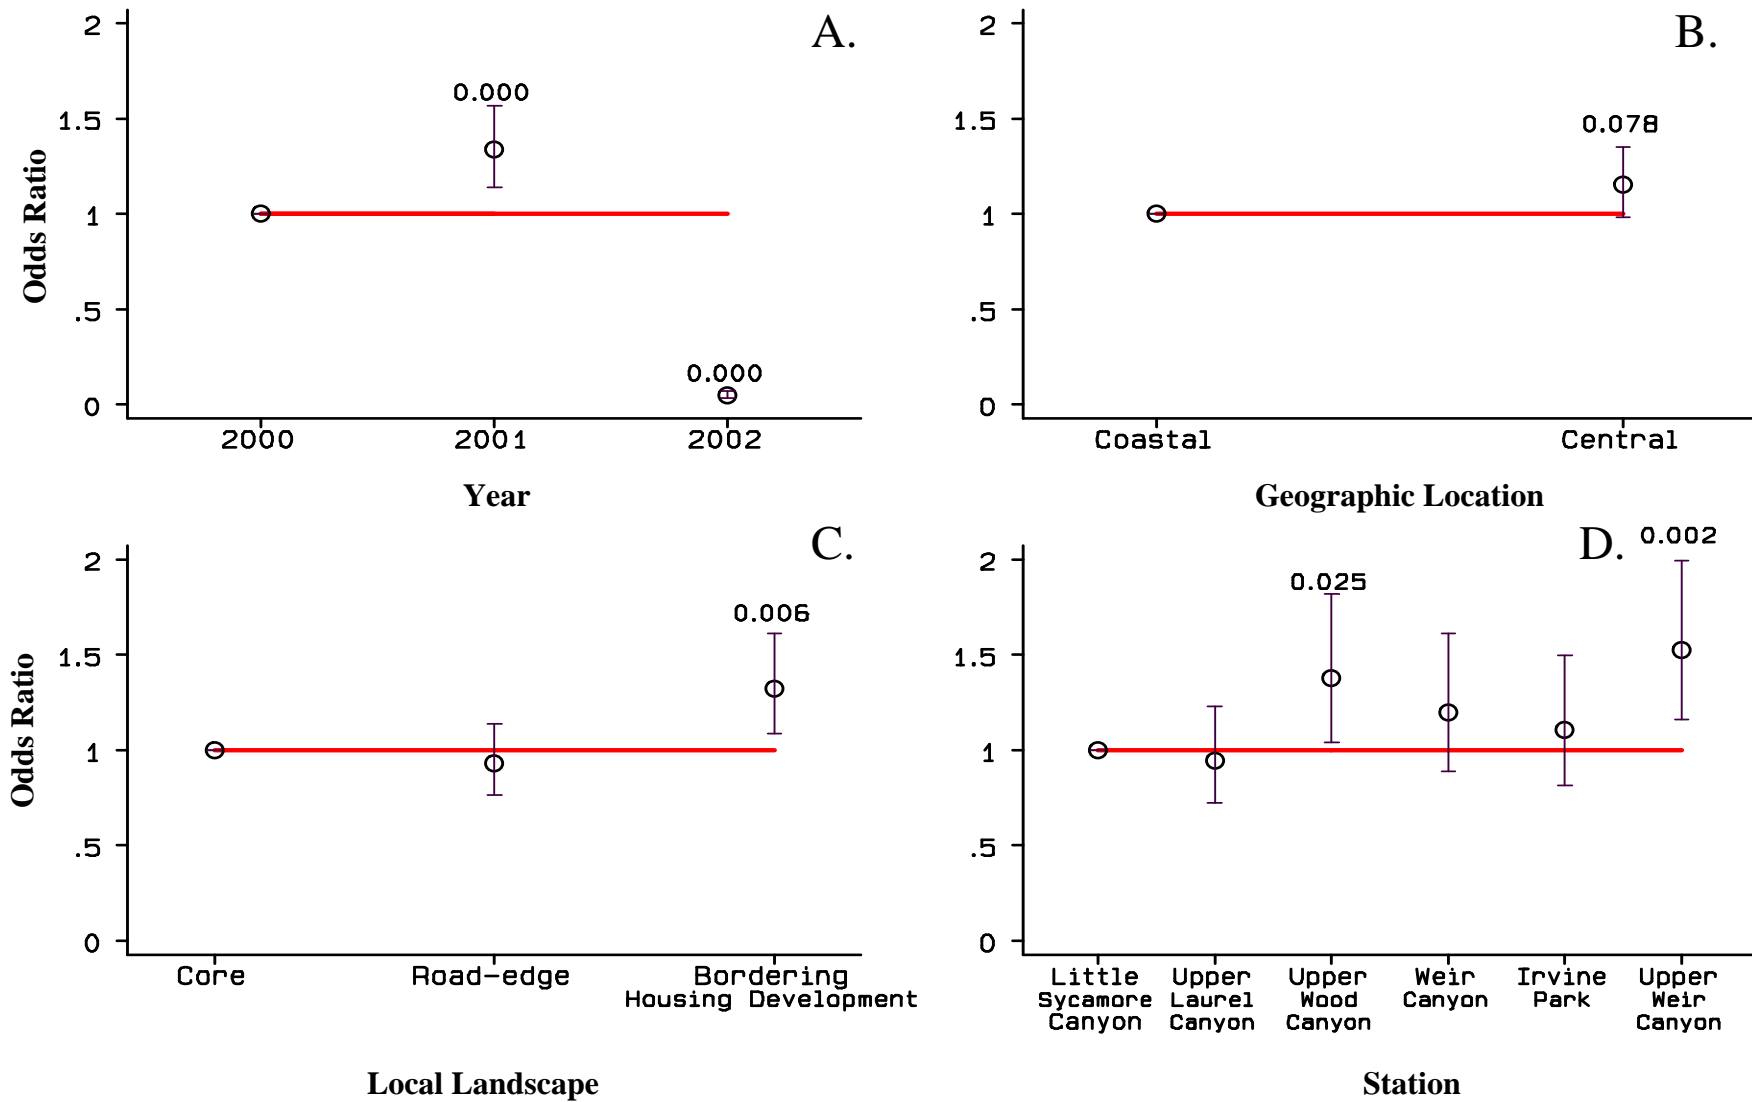 A.
2
1.5
1
.5
0
Odds Ratio
0.000
0.000
2000 2001 2002
Year
B.
2
1.5
1
.5
0
0.078
Coastal Central
Geographic Location
C.
2
1.5
1
.5
0
Odds Ratio
0.006
Core Road-edge Bordering
Housing Development
Local Landscape
D.
2
1.5
1
.5
0
0.025
0.002
Little Upper Upper Weir Irvine Upper
Sycamore Laurel Wood Canyon Park Weir
Canyon Canyon Canyon Canyon
Station